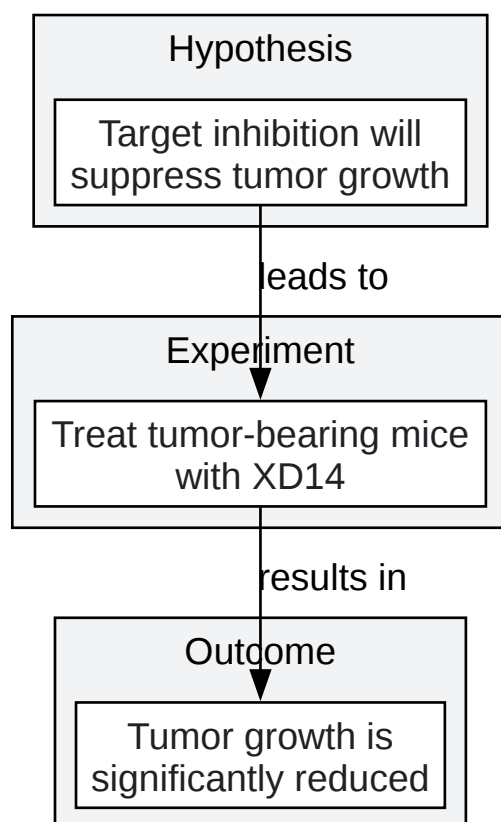 Hypothesis
Target inhibition will
suppress tumor growth
leads to
Experiment
Treat tumor-bearing mice
with XD14
results in
Outcome
Tumor growth is
significantly reduced